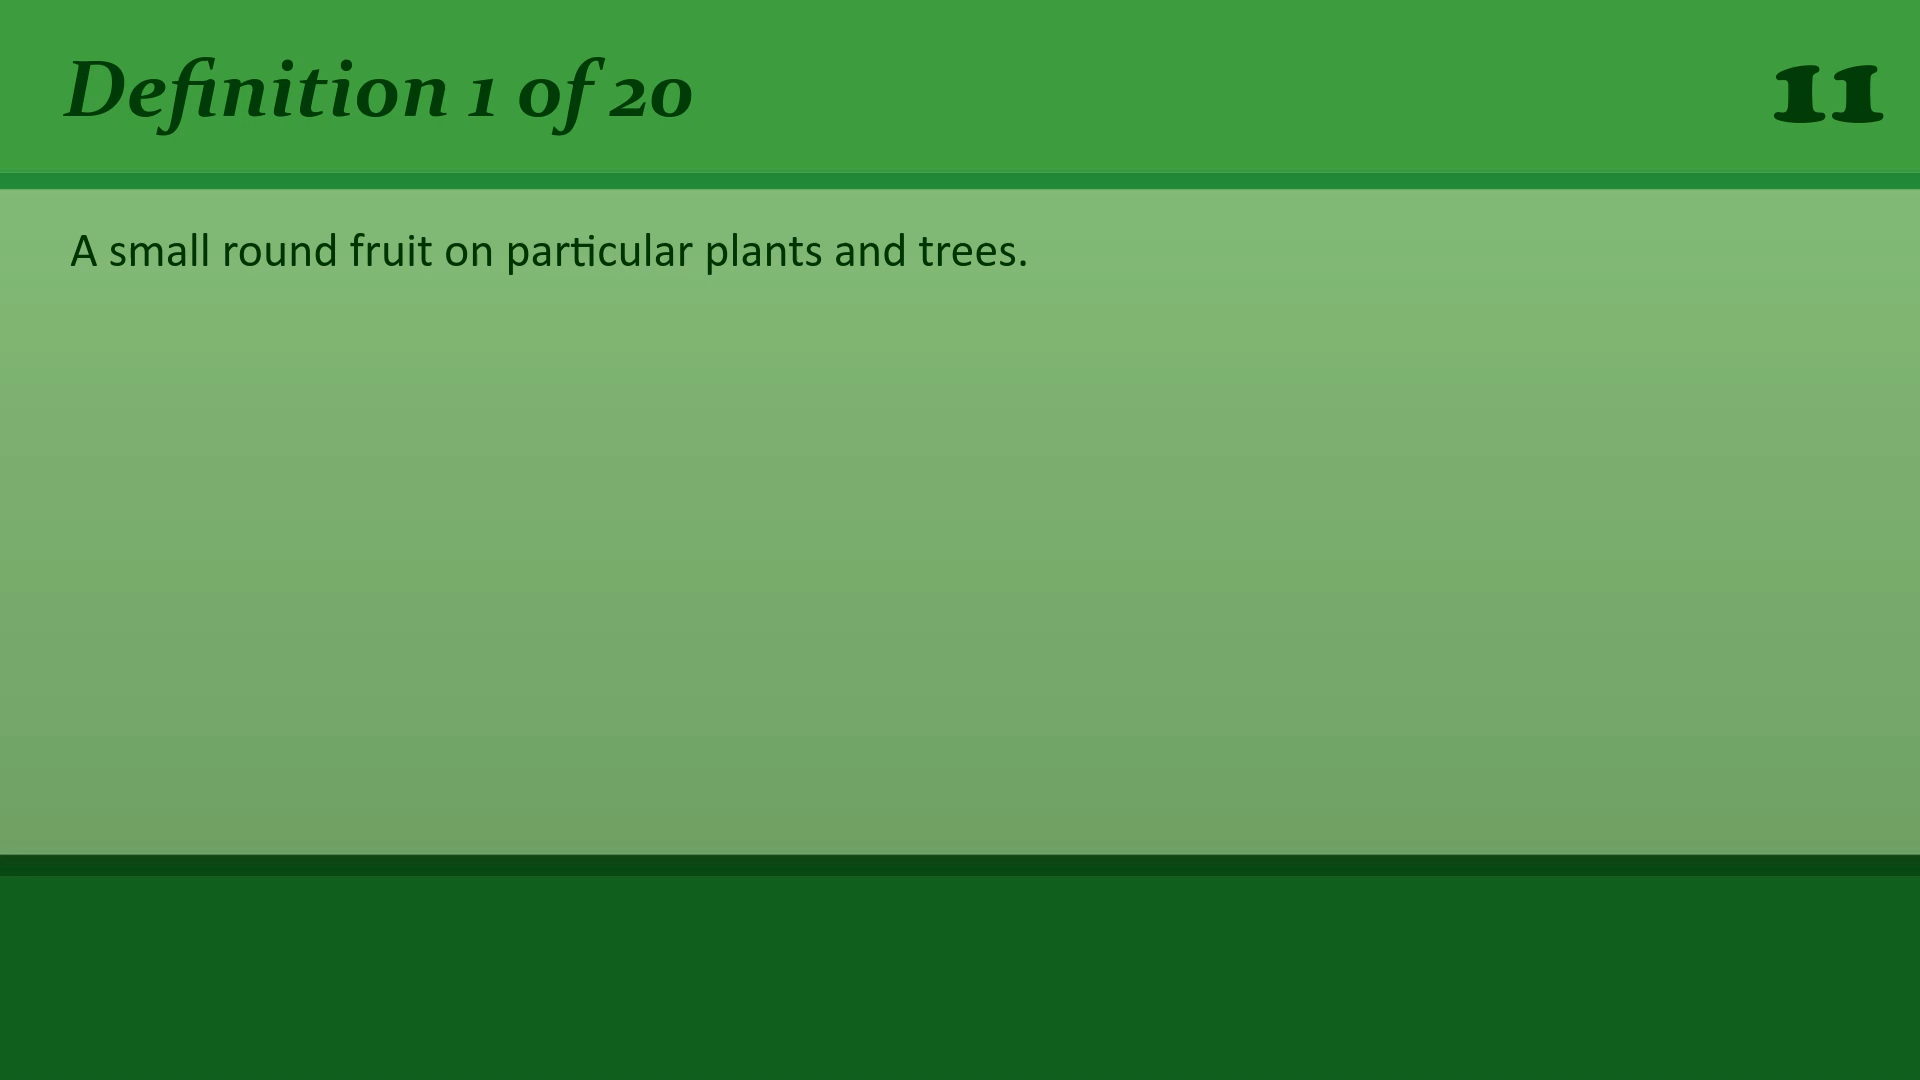 Definition 1 of 20
11
A small round fruit on particular plants and trees.